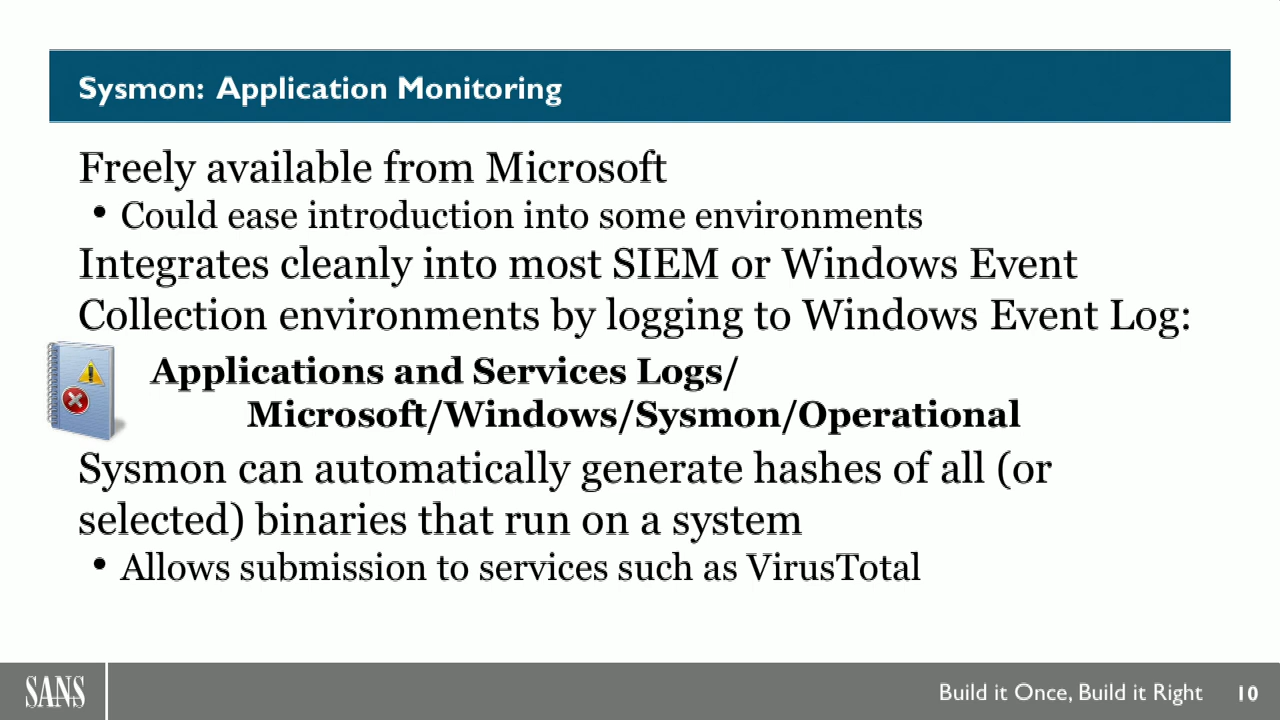 Sysmon: Application Monitoring
Freely available from Microsoft
• Could ease introduction into some environments
Integrates cleanly into most SIEM or Windows Event
Collection environments by logging to Windows Event Log:
Applications and Services Logs/
Microsoft/Windows/Sysmon/Operational
Sysmon can automatically generate hashes of all (or
selected) binaries that run on a system
• Allows submission to services such as VirusTotal
SANS
Build it Once, Build it Right 10